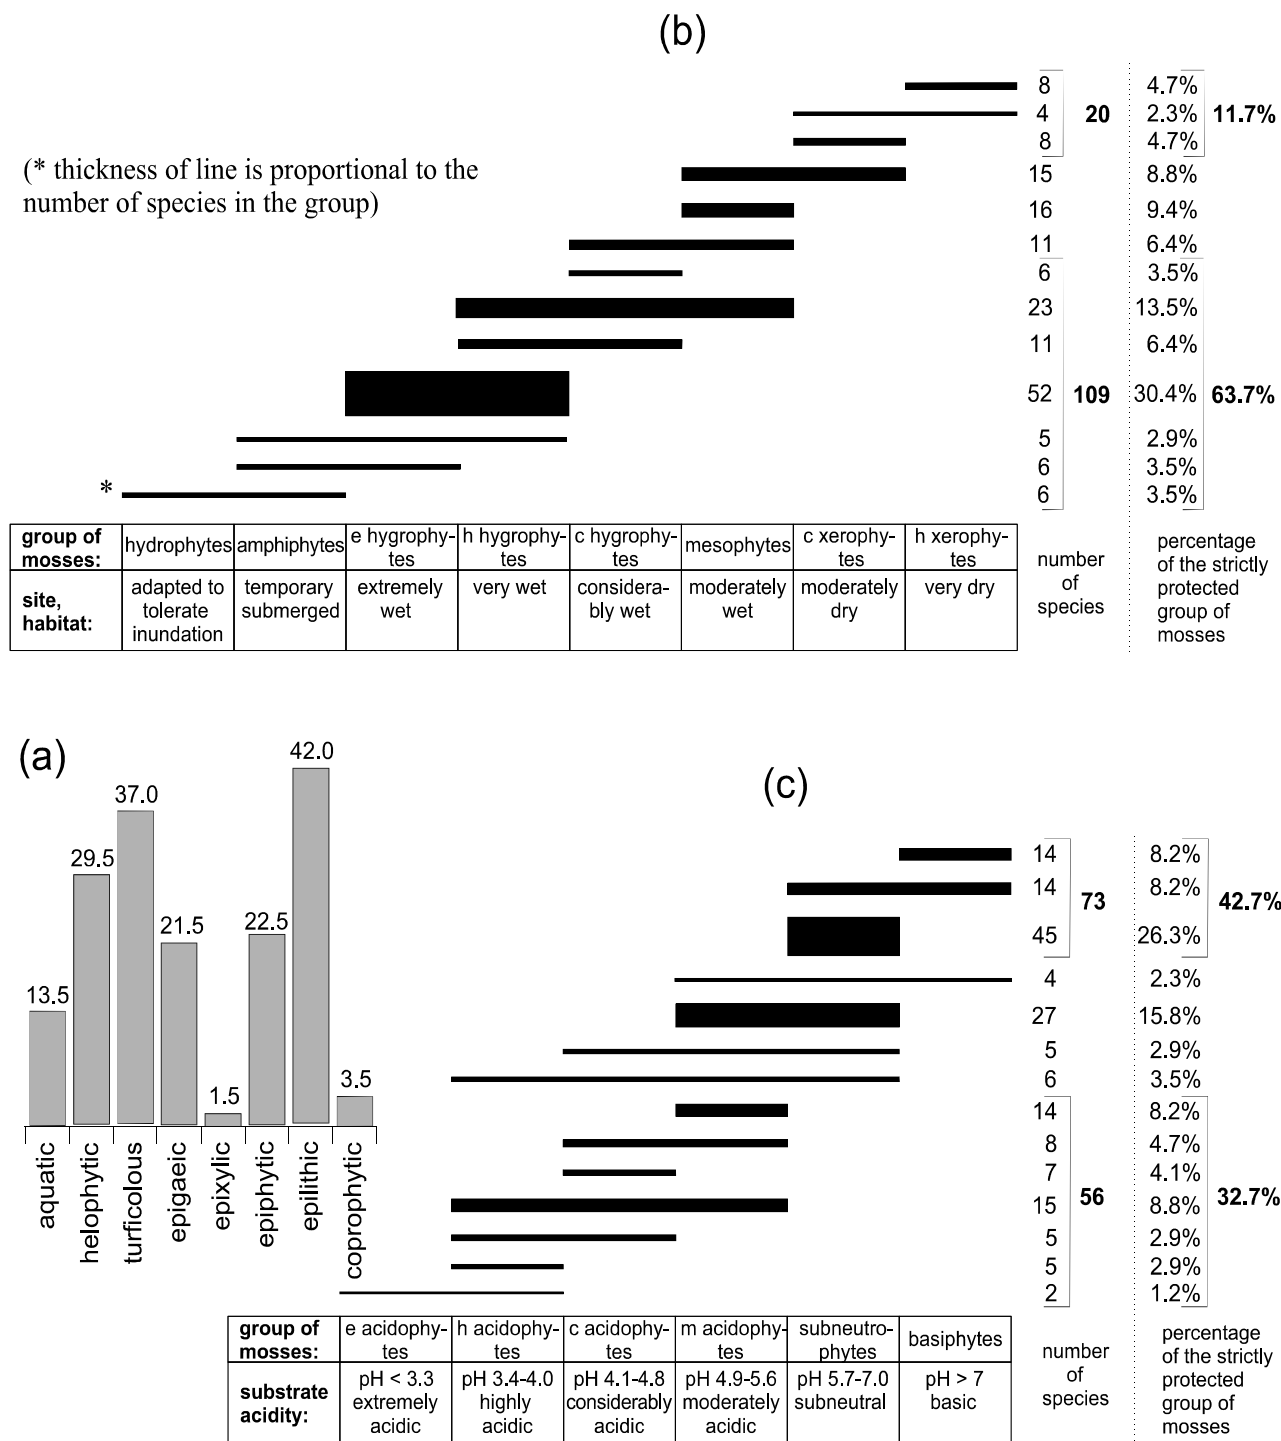 (b)
8 4.7%
4 20 2.3% 11.7%
8 4.7%
(* thickness of line is proportional to the
number of species in the group)
15 8.8%
16 9.4%
11 6.4%
6 3.5%
23 13.5%
11 6.4%
52 109 30.4% 63.7%
5 2.9%
6 3.5%
* 6 3.5%
group of
mosses:
hydrophytes
amphiphytes
e hygrophy-
tes
h hygrophy-
tes
c hygrophy-
tes
mesophytes
c xerophy-
tes
h xerophy-
tes
site,
habitat:
adapted to
tolerate
inundation
temporary
submerged
extremely
wet
very wet
considera-
bly wet
moderately
wet
moderately
dry
very dry
number
of
species
percentage
of the strictly
protected
group of
mosses
(a)
42.0
37.0
29.5
21.5
22.5
13.5
1.5
3.5
aquatic
helophytic
turficolous
epigaeic
epixylic
epiphytic
epilithic
coprophytic
(c)
14 8.2%
14 8.2%
73 42.7%
45 26.3%
4 2.3%
27 15.8%
5 2.9%
6 3.5%
14 8.2%
8 4.7%
7 4.1%
56 32.7%
15 8.8%
5 2.9%
5 2.9%
2 1.2%
group of
mosses:
e acidophy-
tes
h acidophy-
tes
c acidophy-
tes
m acidophy-
tes
subneutro-
phytes
basiphytes
substrate
acidity:
pH < 3.3
extremely
acidic
pH 3.4-4.0
highly
acidic
pH 4.1-4.8
considerably
acidic
pH 4.9-5.6
moderately
acidic
pH 5.7-7.0
subneutral
pH > 7
basic
number
of
species
percentage
of the strictly
protected
group of
mosses